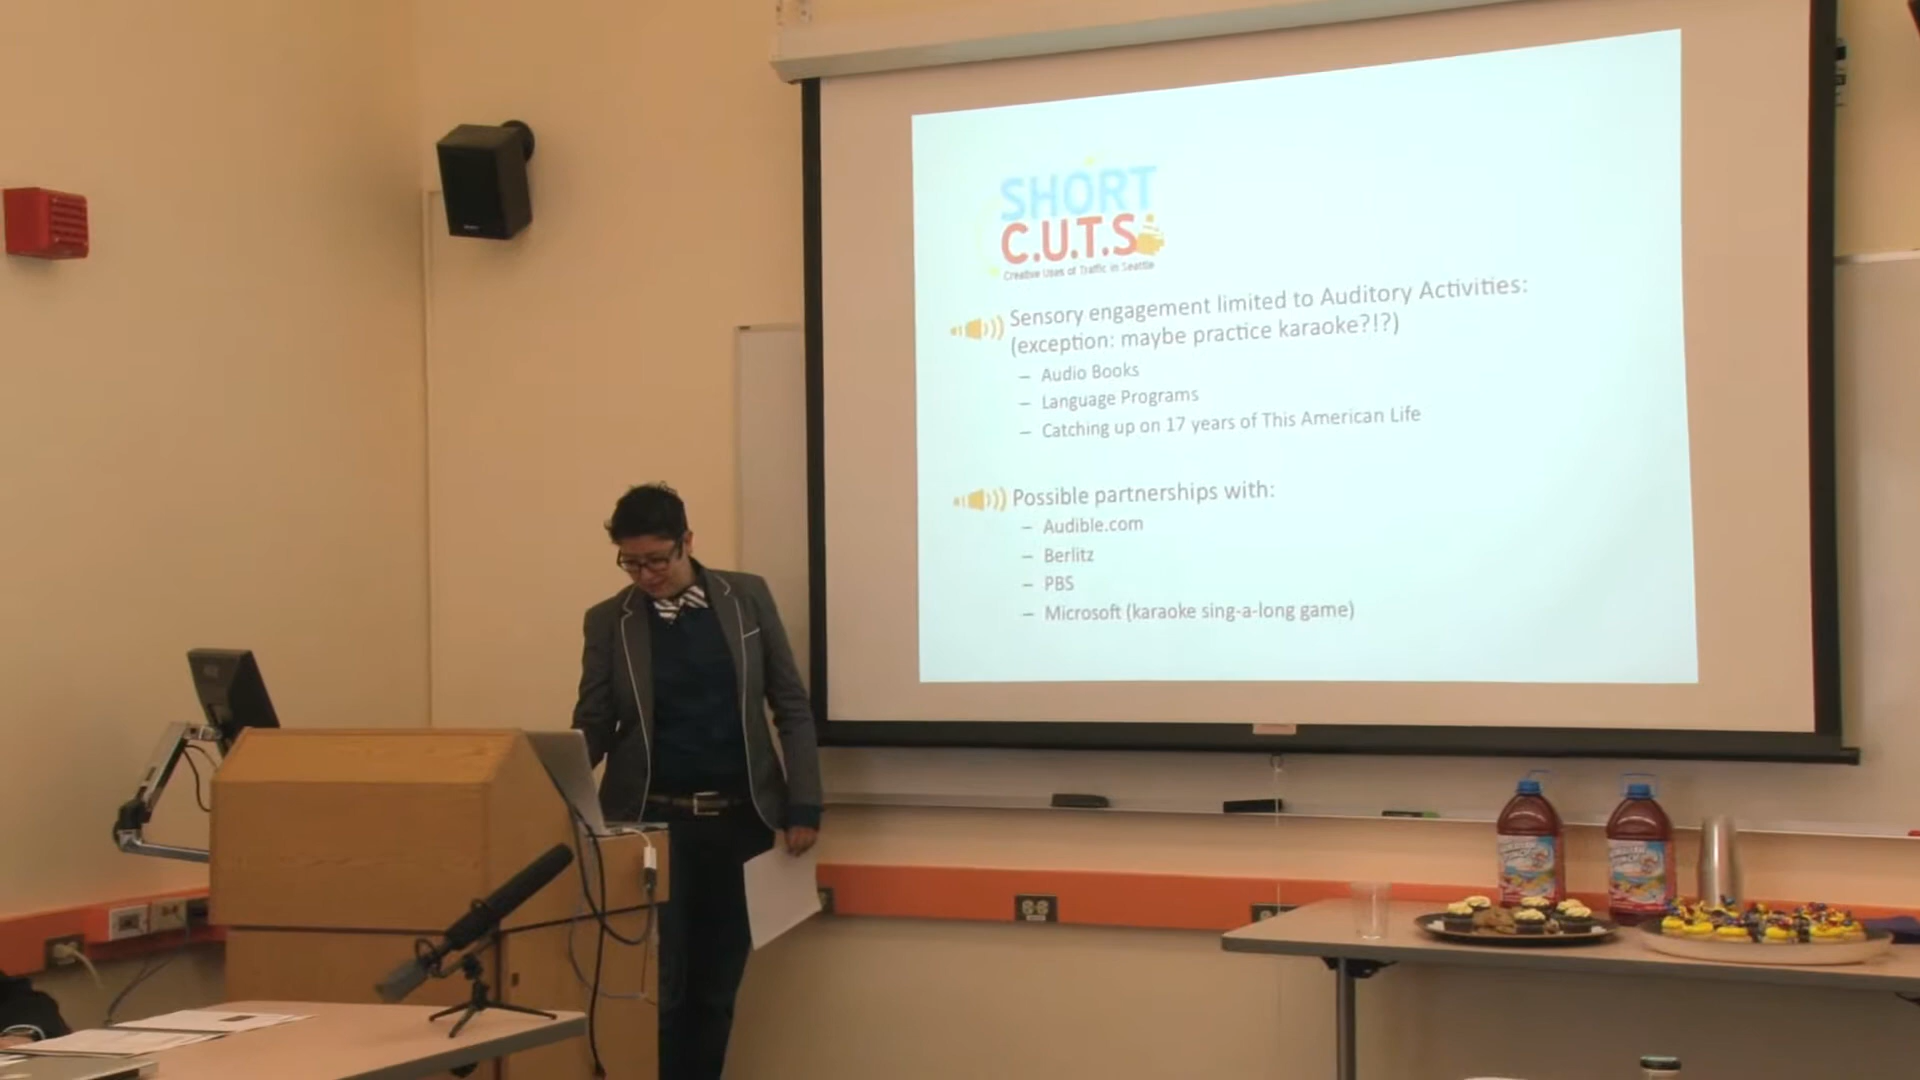 SHORT
C.U.T.S
Creative Uses of Traffic in Seattle
Sensory engagement limited to Auditory Activities:
(exception: maybe practice karaoke?!?)
– Audio Books
– Language Programs
– Catching up on 17 years of This American Life
Possible partnerships with:
– Audible.com
– Berlitz
– PBS
– Microsoft (karaoke sing-a-long game)